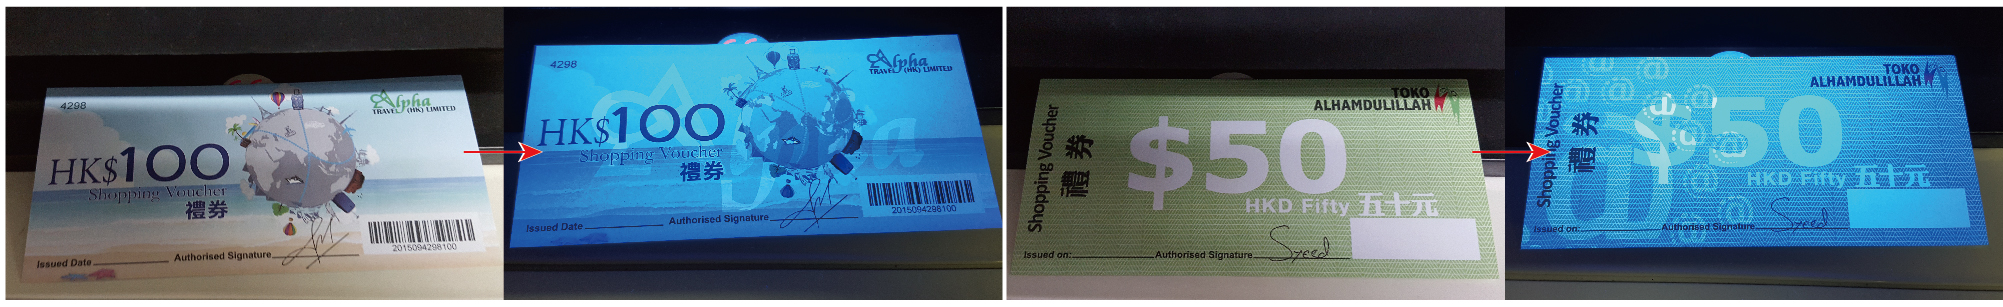 4298
Alpha
TRAVEL (HK) LIMITED
HK$100
Shopping Voucher
禮券
2015094298100
Issued Date
Authorised Signature
4298
Alpha
TRAVEL (HK) LIMITED
Alpha
HK$100
Shopping Voucher
禮券
2015094298100
Issued Date
Authorised Signature
TOKO
ALHAMDULILLAH
Shopping Voucher
禮券
$50
HKD Fifty 五十元
Issued on:
Authorised Signature
Syeed
TOKO
ALHAMDULILLAH
Shopping Voucher
禮券
$50
HKD Fifty 五十元
Issued on:
Authorised Signature
Syeed